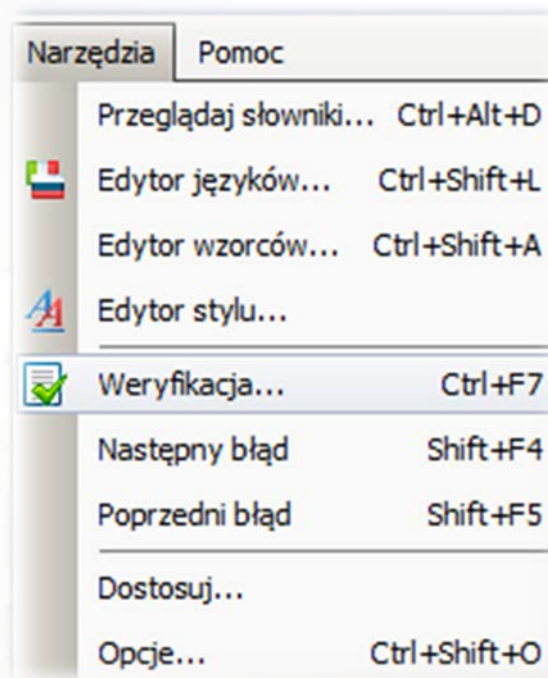 Narzędzia Pomoc
Przeglądaj słowniki... Ctrl+Alt+D
Edytor języków... Ctrl+Shift+L
Edytor wzorców... Ctrl+Shift+A
Edytor stylu...
Weryfikacja... Ctrl+F7
Następny błąd Shift+F4
Poprzedni błąd Shift+F5
Dostosuj...
Opcje... Ctrl+Shift+O